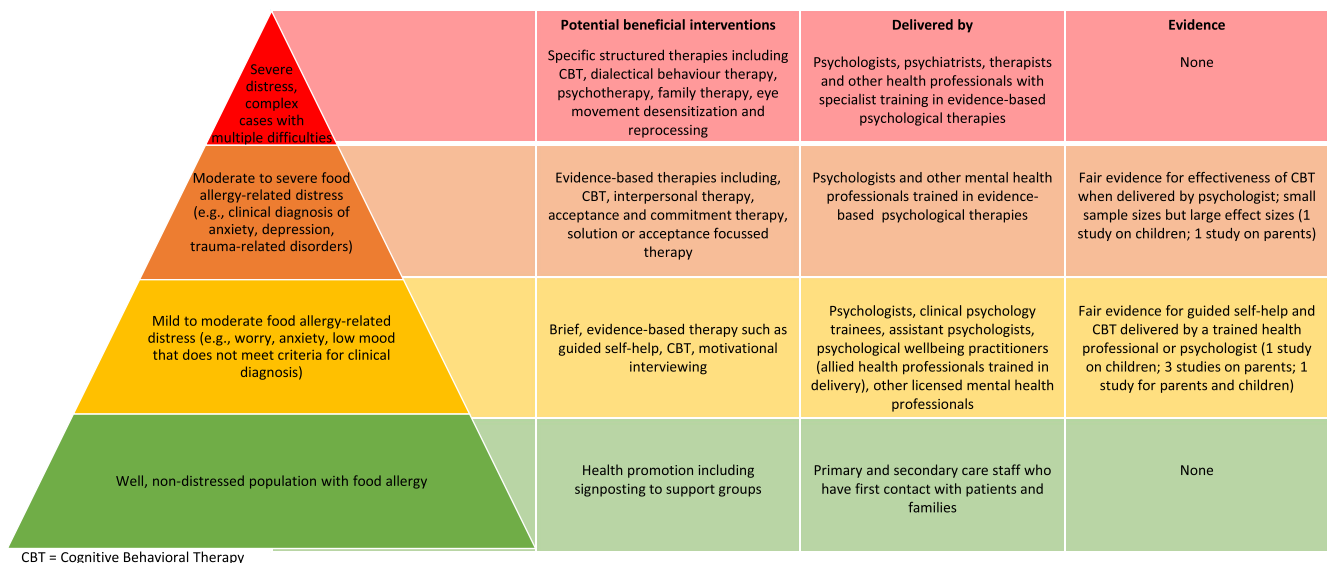 Potential beneficial interventions
Delivered by
Evidence
Severe
distress,
complex
cases with
multiple difficulties
Specific structured therapies including
CBT, dialectical behaviour therapy,
psychotherapy, family therapy, eye
movement desensitization and
reprocessing
Psychologists, psychiatrists, therapists
and other health professionals with
specialist training in evidence-based
psychological therapies
None
Moderate to severe food
allergy-related distress
(e.g., clinical diagnosis of
anxiety, depression,
trauma-related disorders)
Evidence-based therapies including,
CBT, interpersonal therapy,
acceptance and commitment therapy,
solution or acceptance focussed
therapy
Psychologists and other mental health
professionals trained in evidence-
based psychological therapies
Fair evidence for effectiveness of CBT
when delivered by psychologist; small
sample sizes but large effect sizes (1
study on children; 1 study on parents)
Mild to moderate food allergy-related
distress (e.g., worry, anxiety, low mood
that does not meet criteria for clinical
diagnosis)
Brief, evidence-based therapy such as
guided self-help, CBT, motivational
interviewing
Psychologists, clinical psychology
trainees, assistant psychologists,
psychological wellbeing practitioners
(allied health professionals trained in
delivery), other licensed mental health
professionals
Fair evidence for guided self-help and
CBT delivered by a trained health
professional or psychologist (1 study
on children; 3 studies on parents; 1
study for parents and children)
Well, non-distressed population with food allergy
Health promotion including
signposting to support groups
Primary and secondary care staff who
have first contact with patients and
families
None
CBT = Cognitive Behavioral Therapy